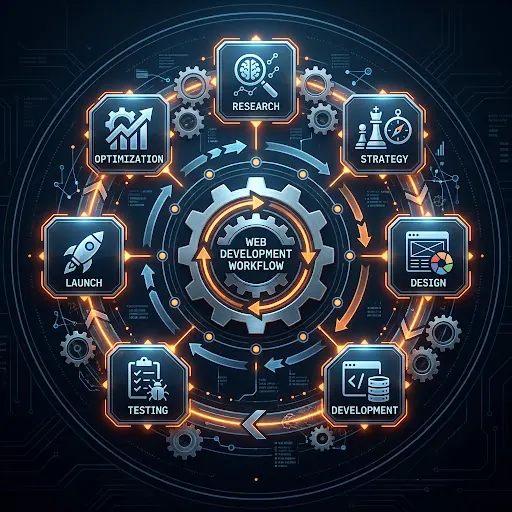 RESEARCH
STRATEGY
DESIGN
DEVELOPMENT
TESTING
LAUNCH
OPTIMIZATION
WEB
DEVELOPMENT
WORKFLOW